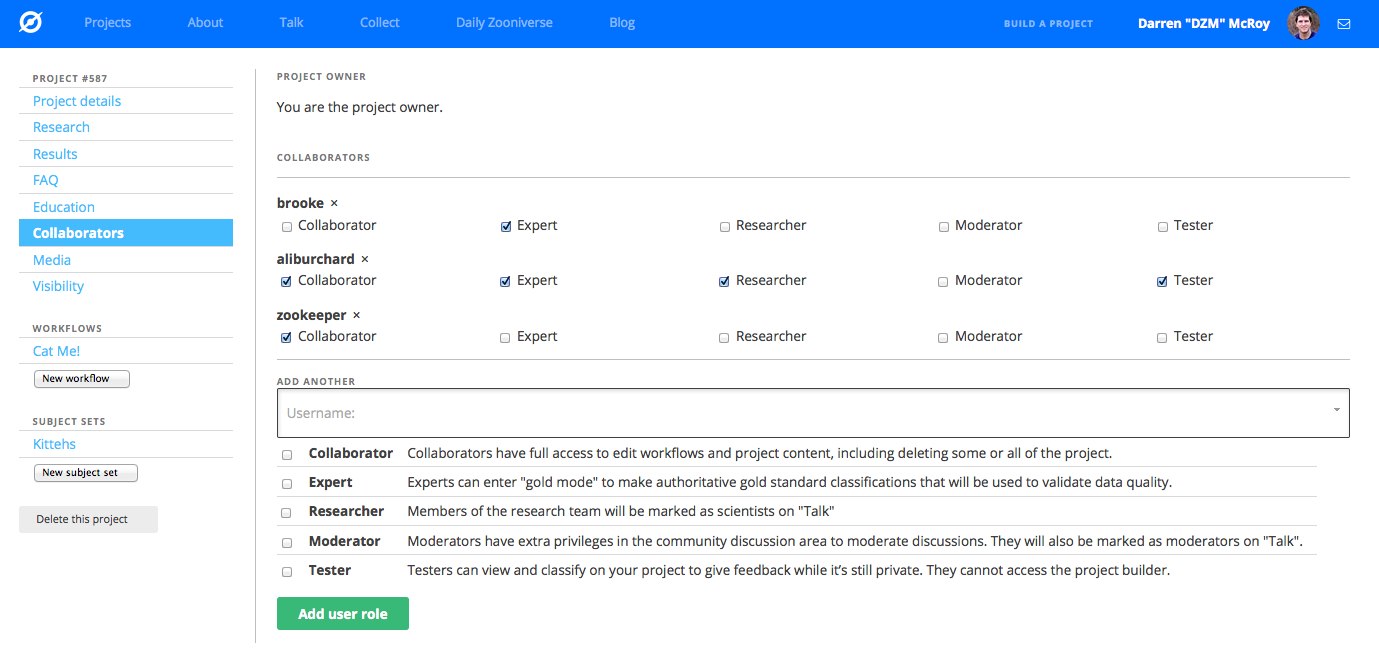 Projects About Talk Collect Daily Zooniverse Blog BUILD A PROJECT Darren "DZM" McRoy
PROJECT #587
Project details
Research
Results
FAQ
Education
Collaborators
Media
Visibility
WORKFLOWS
Cat Me!
New workflow
SUBJECT SETS
Kittehs
New subject set
Delete this project
PROJECT OWNER
You are the project owner.
COLLABORATORS
brooke ×
Collaborator Expert Researcher Moderator Tester
aliburchard ×
Collaborator Expert Researcher Moderator Tester
zookeeper ×
Collaborator Expert Researcher Moderator Tester
ADD ANOTHER
Username:
Collaborator Collaborators have full access to edit workflows and project content, including deleting some or all of the project.
Expert Experts can enter "gold mode" to make authoritative gold standard classifications that will be used to validate data quality.
Researcher Members of the research team will be marked as scientists on "Talk"
Moderator Moderators have extra privileges in the community discussion area to moderate discussions. They will also be marked as moderators on "Talk".
Tester Testers can view and classify on your project to give feedback while it’s still private. They cannot access the project builder.
Add user role